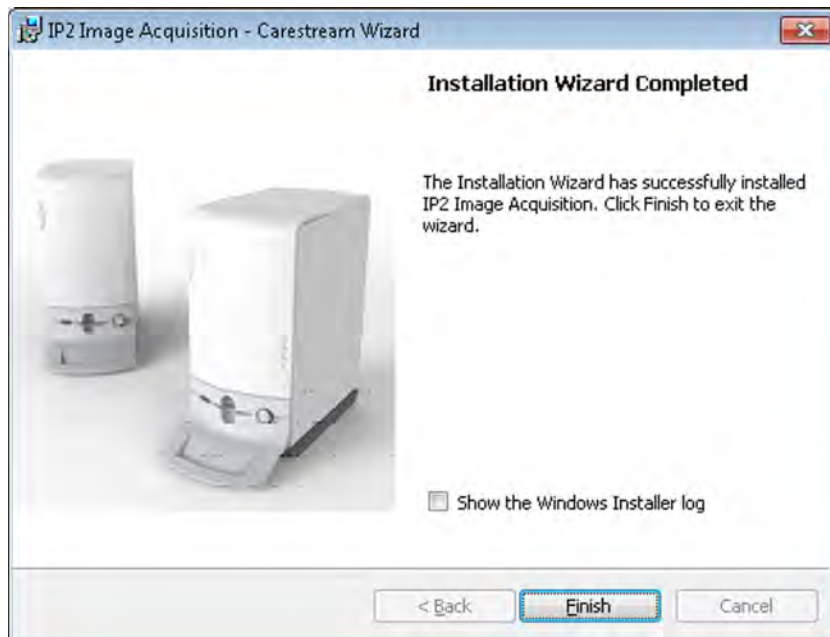 IP2 Image Acquisition - Carestream Wizard
Installation Wizard Completed
The Installation Wizard has successfully installed
IP2 Image Acquisition. Click Finish to exit the
wizard.
Show the Windows Installer log
< Back
Finish
Cancel